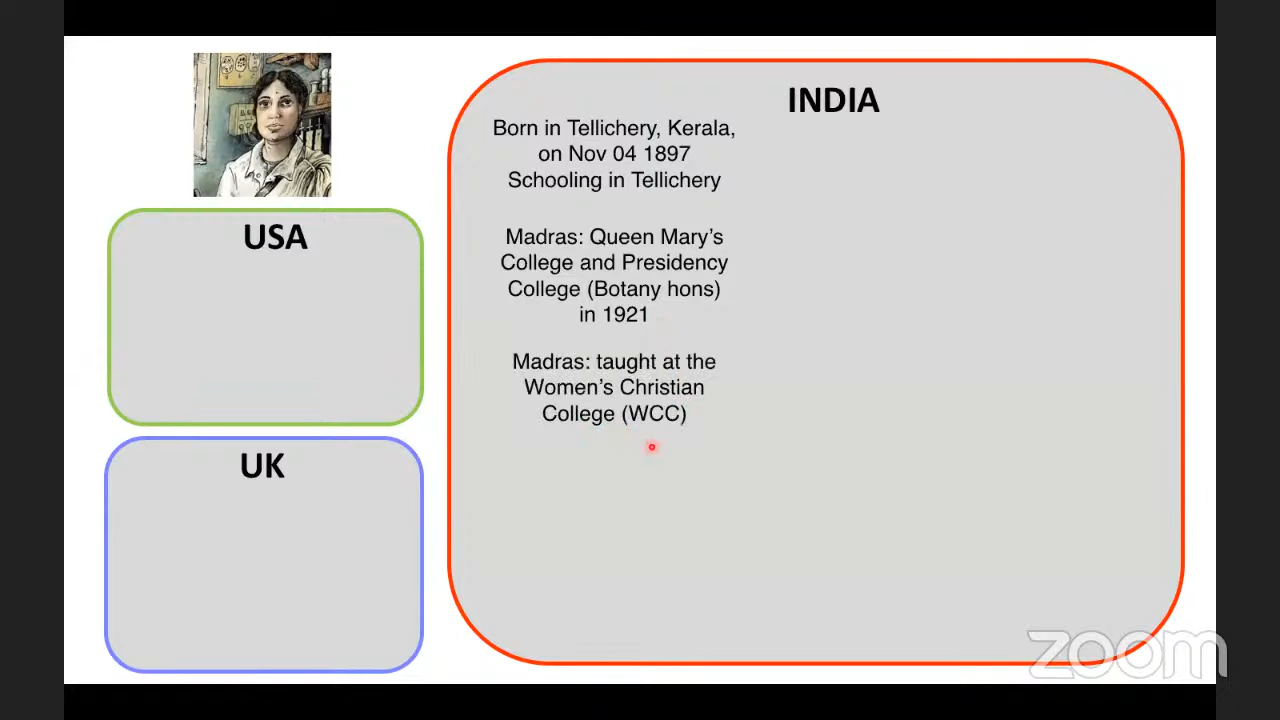 INDIA
Born in Tellichery, Kerala,
on Nov 04 1897
Schooling in Tellichery
Madras: Queen Mary’s
College and Presidency
College (Botany hons)
in 1921
Madras: taught at the
Women’s Christian
College (WCC)
USA
UK
zoom